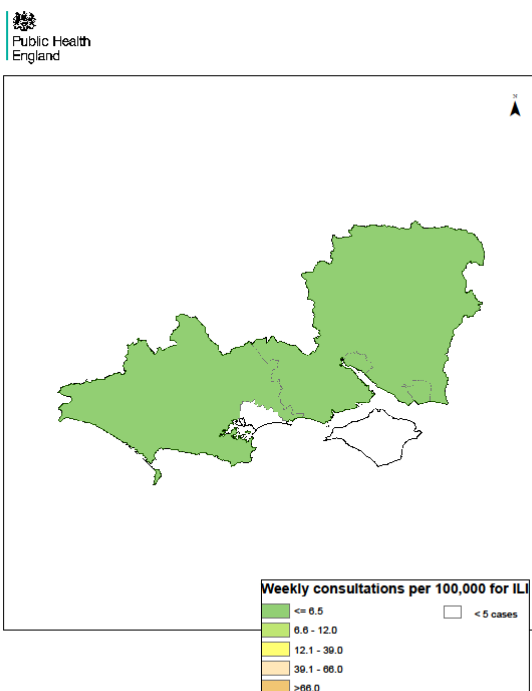 Public Health
England
N
Weekly consultations per 100,000 for ILI
<= 6.5
< 5 cases
6.6 - 12.0
12.1 - 39.0
39.1 - 66.0
>66.0